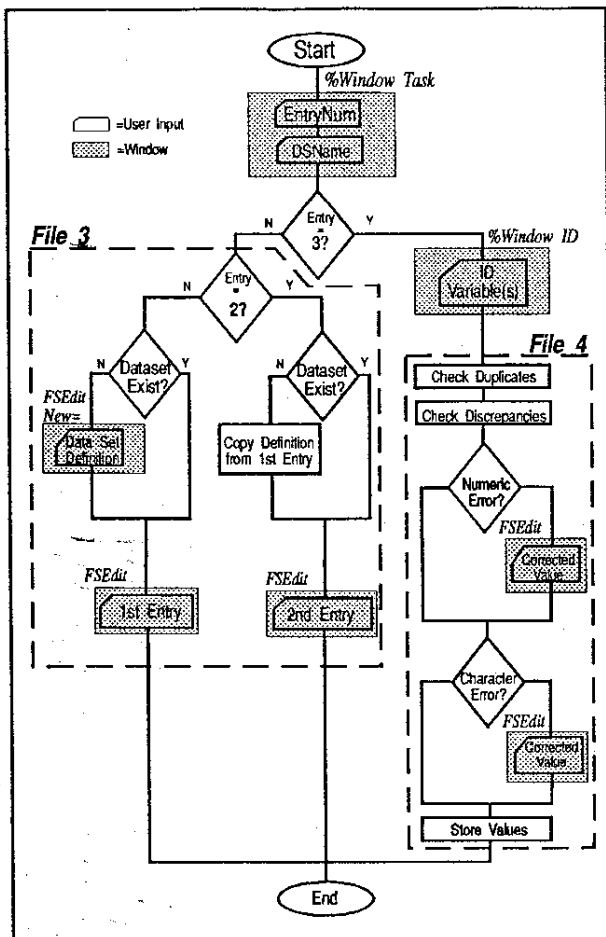 Start
%Window Task
EntryNum
DSName
=User Input
=Window
Entry
=
3?
N
Y
%Window ID
ID
Variable(s)
File 3
Entry
=
2?
N
Y
Dataset
Exist?
N
Y
Dataset
Exist?
N
Y
FSEdit
New=
Data Set
Definition
Copy Definition
from 1st Entry
FSEdit
1st Entry
FSEdit
2nd Entry
File 4
Check Duplicates
Check Discrepancies
Numeric
Error?
FSEdit
Corrected
Value
Character
Error?
FSEdit
Corrected
Value
Store Values
End